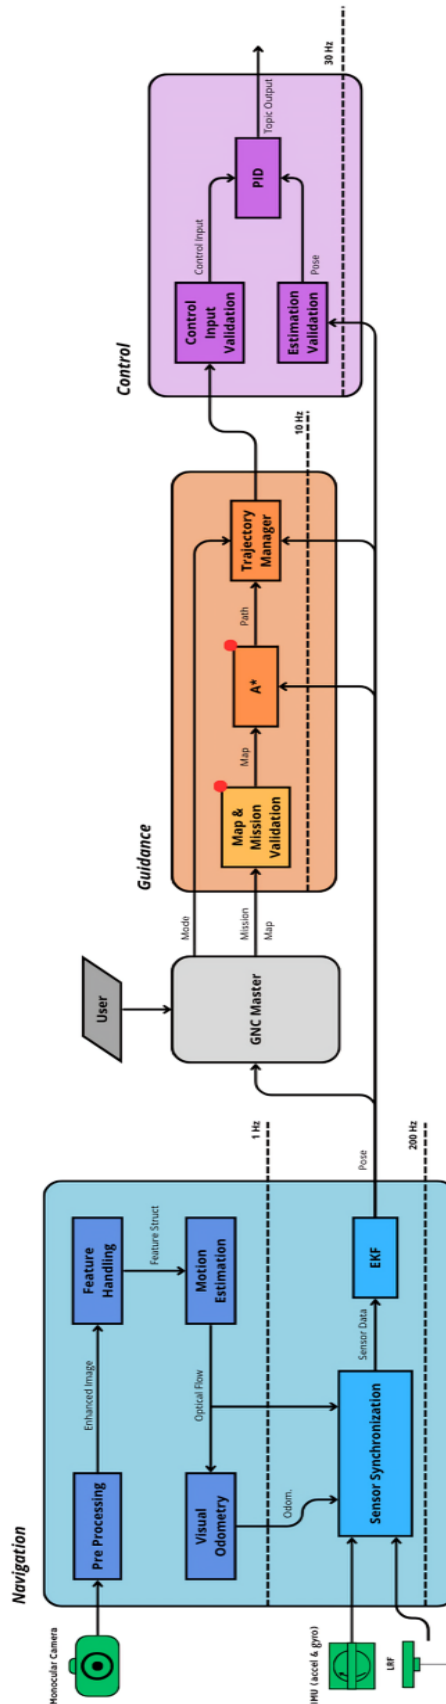 Navigation
Monocular Camera
Pre Processing
Enhanced Image
Feature
Handling
Feature Struct
Motion
Estimation
Optical Flow
Visual
Odometry
Odom.
1 Hz
IMU (accel & gyro)
LRF
Sensor Synchronization
Sensor Data
EKF
Pose
200 Hz
User
GNC Master
Mode
Mission
Map
Guidance
Map &
Mission
Validation
Map
A*
Path
Trajectory
Manager
10 Hz
Control
Control
Input
Validation
Control Input
Estimation
Validation
Pose
PID
Topic Output
30 Hz